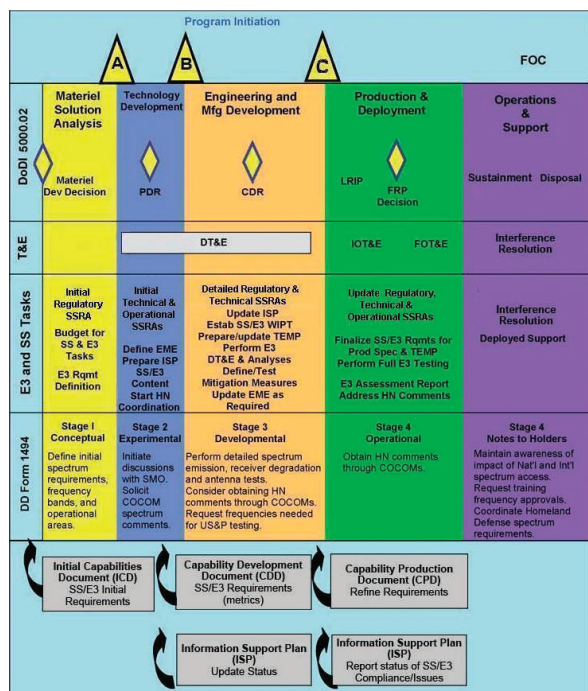 Program Initiation
A
B
C
FOC
DoDI 5000.02
Materiel
Solution
Analysis
Materiel
Dev Decision
Technology
Development
PDR
Engineering and
Mfg Development
CDR
Production &
Deployment
LRIP
FRP
Decision
Operations
&
Support
Sustainment Disposal
T&E
DT&E
IOT&E FOT&E
Interference
Resolution
E3 and SS Tasks
Initial
Regulatory SSRA
Budget for
SS & E3
Tasks
E3 Rqmt
Definition
Initial
Technical &
Operational
SSRAs
Define EME
Prepare ISP
SS/E3
Content
Start HN
Coordination
Detailed Regulatory &
Technical SSRAs
Update ISP
Estab SS/E3 WIPT
Prepare/update TEMP
Perform E3
DT&E & Analyses
Define/Test
Mitigation Measures
Update EME as
Required
Update Regulatory,
Technical &
Operational SSRAs
Finalize SS/E3 Rqmts for
Prod Spec & TEMP
Perform Full E3 Testing
E3 Assessment Report
Address HN Comments
Interference
Resolution
Deployed Support
DD Form 1494
Stage I
Conceptual
Define initial
spectrum
requirements,
frequency
bands, and
operational
areas.
Stage 2
Experimental
Initiate
discussions
with SMO.
Solicit
COCOM
spectrum
comments.
Stage 3
Developmental
Perform detailed spectrum
emission, receiver degradation
and antenna tests.
Consider obtaining HN
comments through COCOMs.
Request frequencies needed
for US&P testing.
Stage 4
Operational
Obtain HN comments
through COCOMs.
Stage 4
Notes to Holders
Maintain awareness of
impact of Nat'l and Int'l
spectrum access.
Request training
frequency approvals.
Coordinate Homeland
Defense spectrum
requirements.
Initial Capabilities
Document (ICD)
SS/E3 Initial
Requirements
Capability Development
Document (CDD)
SS/E3 Requirements
(metrics)
Capability Production
Document (CPD)
Refine Requirements
Information Support Plan
(ISP)
Update Status
Information Support Plan
(ISP)
Report status of SS/E3
Compliance/Issues